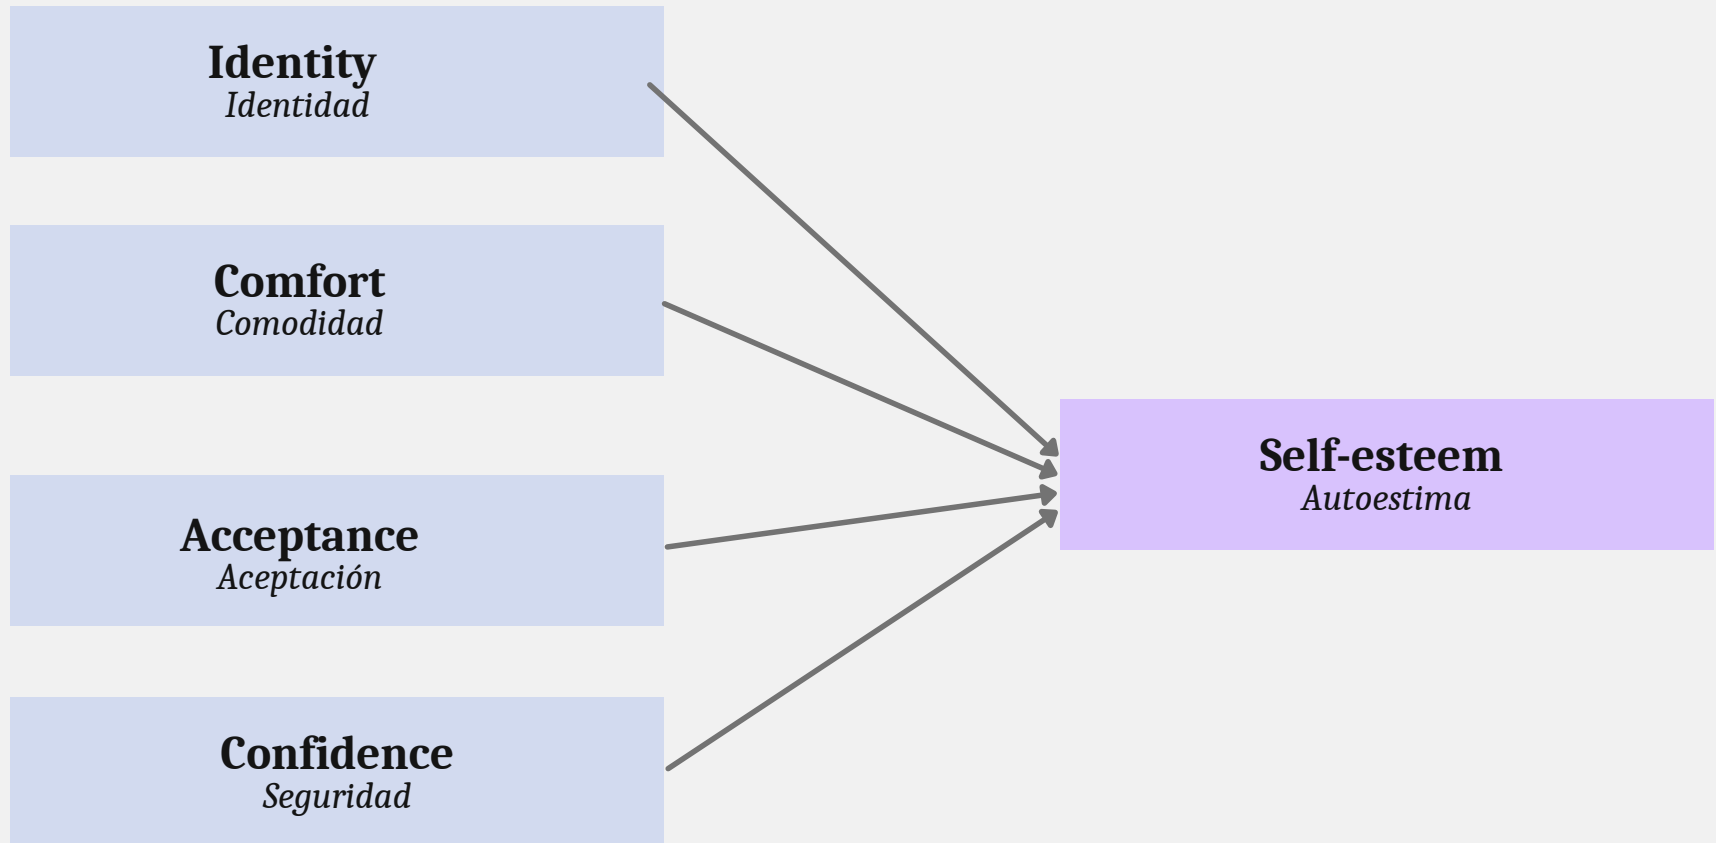 Identity
Identidad
Comfort
Comodidad
Acceptance
Aceptación
Confidence
Seguridad
Self-esteem
Autoestima